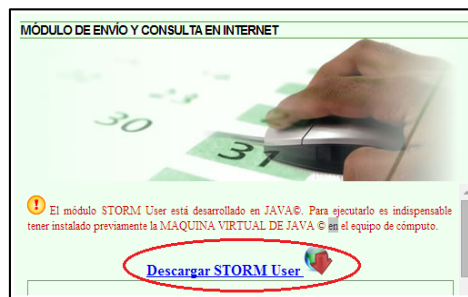 MÓDULO DE ENVÍO Y CONSULTA EN INTERNET
30
31
El módulo STORM User está desarrollado en JAVA©. Para ejecutarlo es indispensable
tener instalado previamente la MAQUINA VIRTUAL DE JAVA © en el equipo de cómputo.
Descargar STORM User